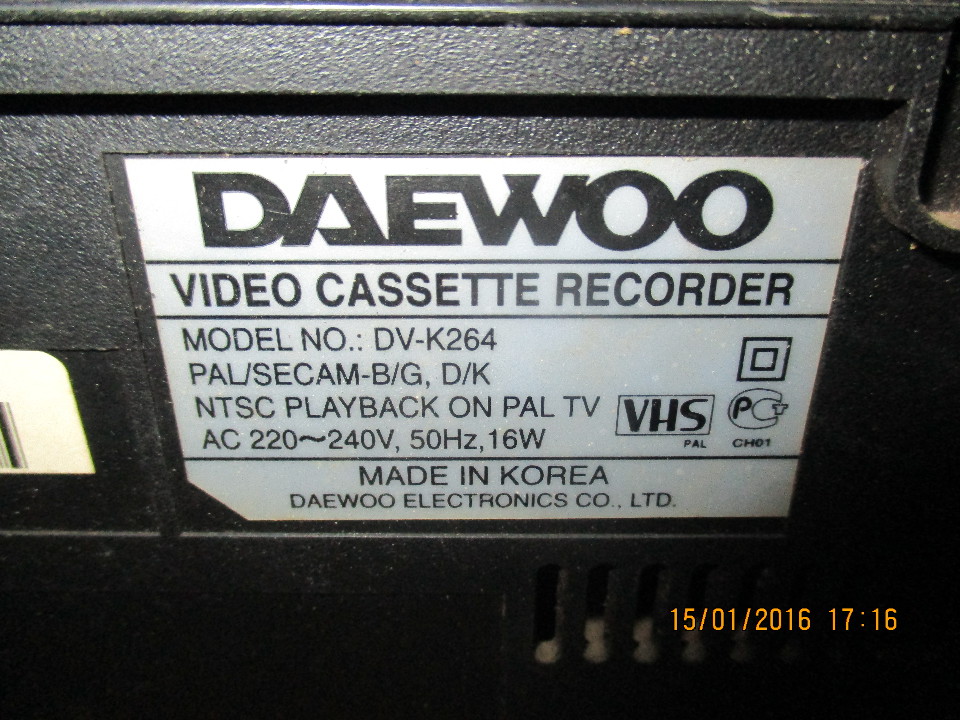 DAEWOO
VIDEO CASSETTE RECORDER
MODEL NO.: DV-K264
PAL/SECAM-B/G, D/K
NTSC PLAYBACK ON PAL TV
AC 220~240V, 50Hz,16W
VHS
PAL
РСТ
CH01
MADE IN KOREA
DAEWOO ELECTRONICS CO., LTD.
15/01/2016 17:16